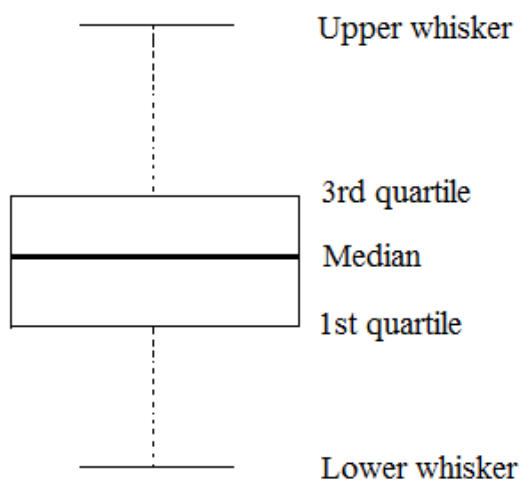 Upper whisker
3rd quartile
Median
1st quartile
Lower whisker